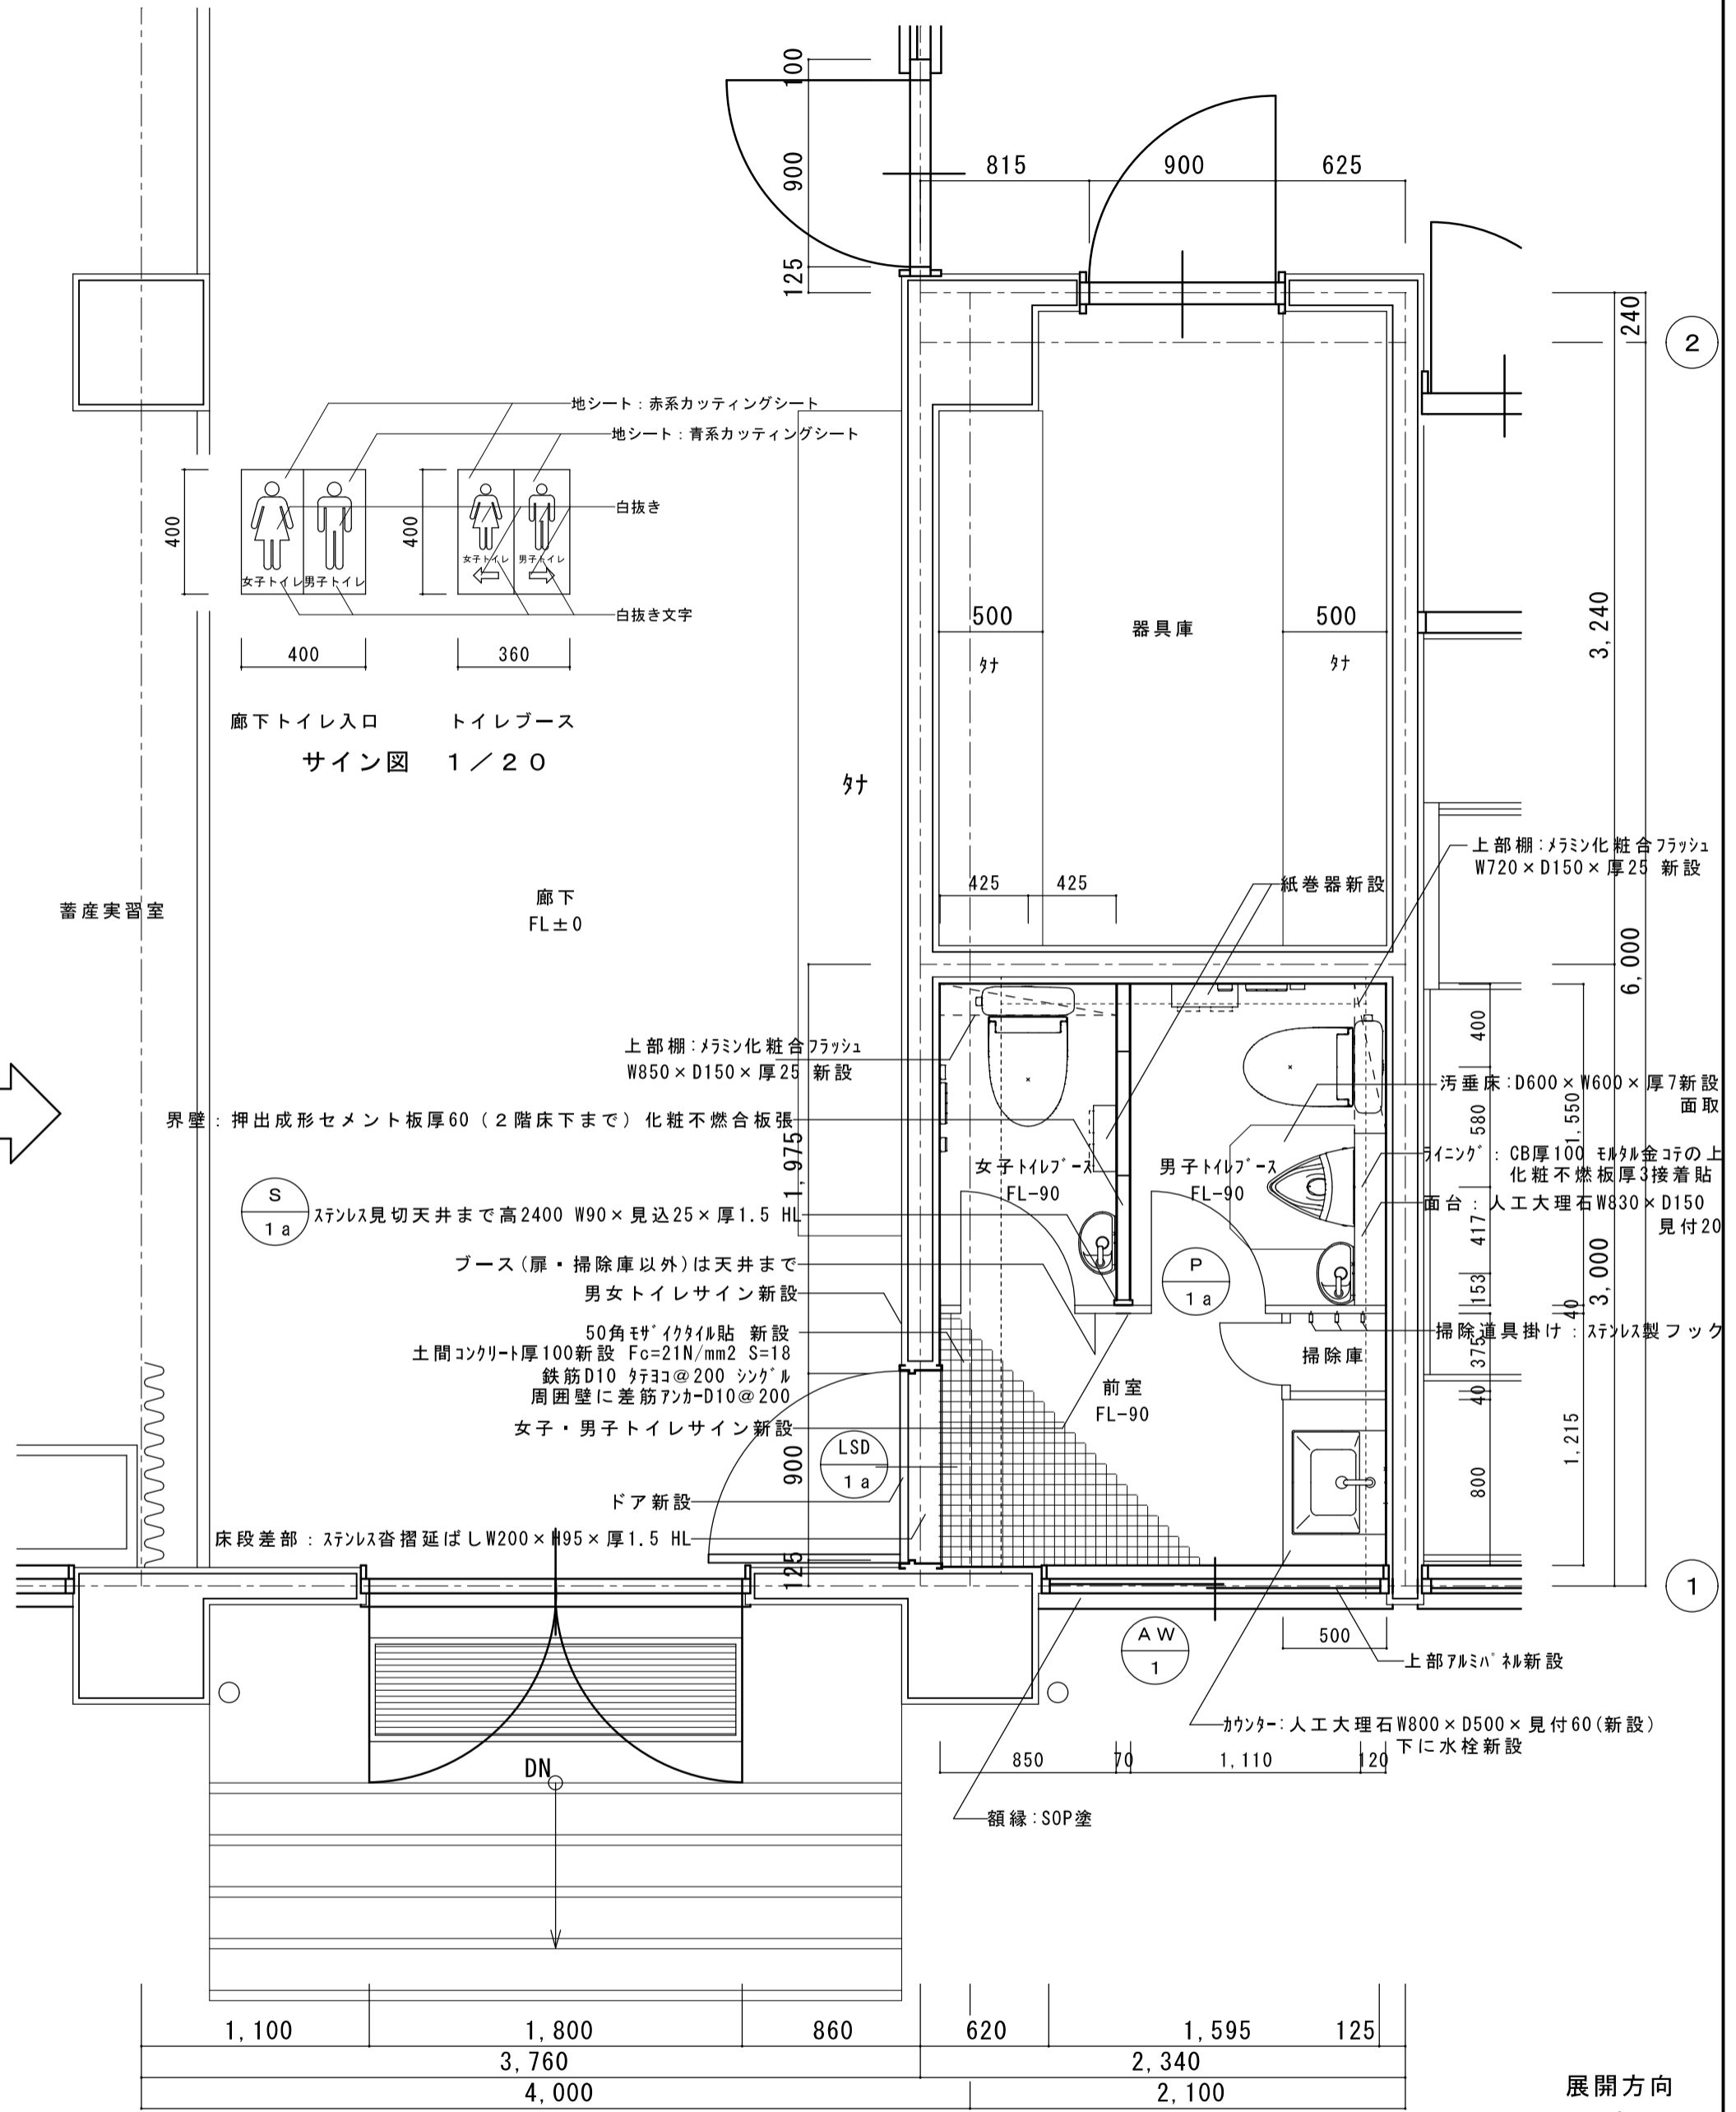 100
900
125
815
900
625
240
2
地シート：赤系カッティングシート
地シート：青系カッティングシート
白抜き
白抜き文字
400
400
女子トイレ
男子トイレ
女子トイレ
男子トイレ
400
360
廊下トイレ入口
トイレブース
サイン図　１／２０
500
ﾀﾅ
器具庫
500
ﾀﾅ
3,240
ﾀﾅ
蓄産実習室
廊下
FL±0
425
425
紙巻器新設
上部棚：ﾒﾗﾐﾝ化粧合ﾌﾗｯｼｭ
W720×D150×厚25 新設
6,000
上部棚：ﾒﾗﾐﾝ化粧合ﾌﾗｯｼｭ
W850×D150×厚25 新設
界壁：押出成形セメント板厚60（２階床下まで）化粧不燃合板張
1,975
女子ﾄｲﾚﾌﾞｰｽ
FL-90
男子ﾄｲﾚﾌﾞｰｽ
FL-90
400
580
417
153
40
375
40
800
1,550
1,215
3,000
汚垂床：D600×W600×厚7新設
面取
ﾗｲﾆﾝｸﾞ：CB厚100 ﾓﾙﾀﾙ金ｺﾃの上
化粧不燃板厚3接着貼
面台：人工大理石W830×D150
見付20
S
1a
ｽﾃﾝﾚｽ見切天井まで高2400 W90×見込25×厚1.5 HL
ブース(扉・掃除庫以外)は天井まで
男女トイレサイン新設
P
1a
50角ﾓｻﾞｲｸﾀｲﾙ貼 新設
土間ｺﾝｸﾘｰﾄ厚100新設 Fc=21N/mm2 S=18
鉄筋D10 ﾀﾃﾖｺ@200 ｼﾝｸﾞﾙ
周囲壁に差筋ｱﾝｶｰD10@200
女子・男子トイレサイン新設
前室
FL-90
掃除庫
掃除道具掛け：ｽﾃﾝﾚｽ製フック
LSD
1a
900
ドア新設
床段差部：ｽﾃﾝﾚｽ沓摺延ばしW200×H95×厚1.5 HL
125
1
500
AW
1
上部ｱﾙﾐﾊﾟﾈﾙ新設
ｶｳﾝﾀｰ：人工大理石W800×D500×見付60(新設)
下に水栓新設
850
70
1,110
120
DN
額縁：SOP塗
1,100
1,800
860
620
1,595
125
3,760
2,340
4,000
2,100
展開方向